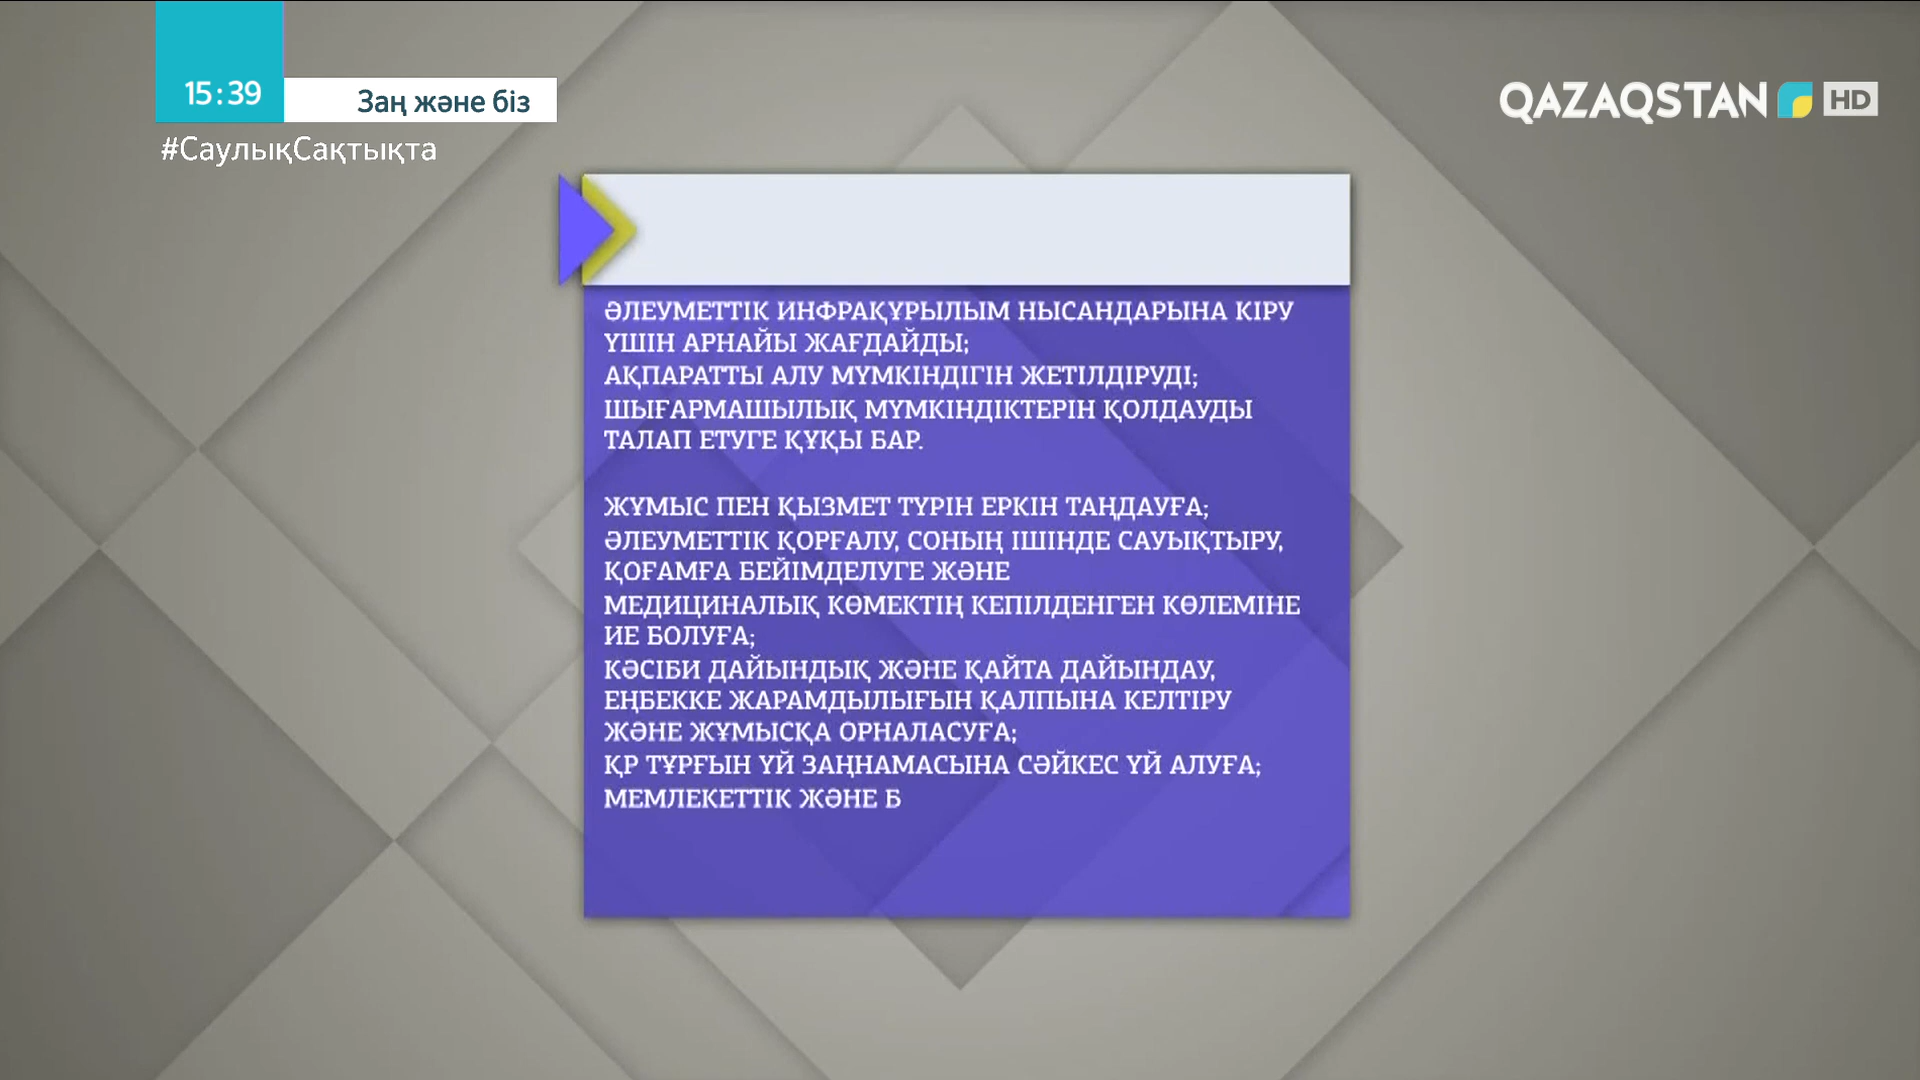 15:39
Заң және біз
#СаулықСақтықта
QAZAQSTAN HD
ӘЛЕУМЕТТІК ИНФРАҚҰРЫЛЫМ НЫСАНДАРЫНА КІРУ
ҮШІН АРНАЙЫ ЖАҒДАЙДЫ;
АҚПАРАТТЫ АЛУ МҮМКІНДІГІН ЖЕТІЛДІРУДІ;
ШЫҒАРМАШЫЛЫҚ МҮМКІНДІКТЕРІН ҚОЛДАУДЫ
ТАЛАП ЕТУГЕ ҚҰҚЫ БАР.
ЖҰМЫС ПЕН ҚЫЗМЕТ ТҮРІН ЕРКІН ТАҢДАУҒА;
ӘЛЕУМЕТТІК ҚОРҒАЛУ, СОНЫҢ ІШІНДЕ САУЫҚТЫРУ,
ҚОҒАМҒА БЕЙІМДЕЛУГЕ ЖӘНЕ
МЕДИЦИНАЛЫҚ КӨМЕКТІҢ КЕПІЛДЕНГЕН КӨЛЕМІНЕ
ИЕ БОЛУҒА;
КӘСІБИ ДАЙЫНДЫҚ ЖӘНЕ ҚАЙТА ДАЙЫНДАУ,
ЕҢБЕККЕ ЖАРАМДЫЛЫҒЫН ҚАЛПЫНА КЕЛТІРУ
ЖӘНЕ ЖҰМЫСҚА ОРНАЛАСУҒА;
ҚР ТҰРҒЫН ҮЙ ЗАҢНАМАСЫНА СӘЙКЕС ҮЙ АЛУҒА;
МЕМЛЕКЕТТІК ЖӘНЕ Б